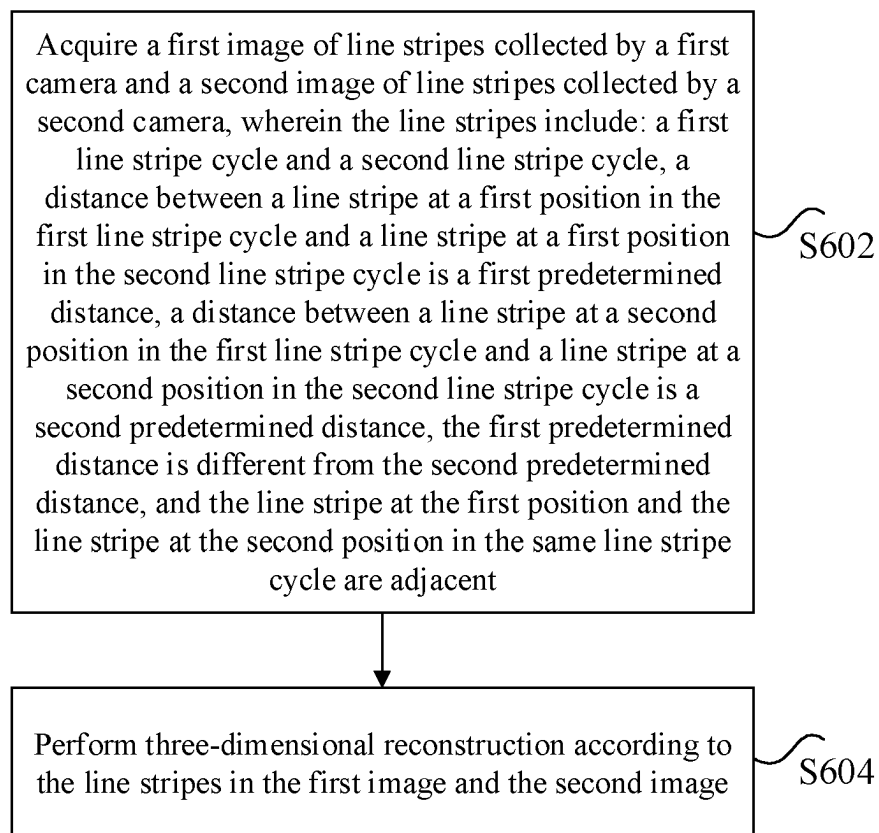 Acquire a first image of line stripes collected by a first
camera and a second image of line stripes collected by a
second camera, wherein the line stripes include: a first
line stripe cycle and a second line stripe cycle, a
distance between a line stripe at a first position in the
first line stripe cycle and a line stripe at a first position
in the second line stripe cycle is a first predetermined
distance, a distance between a line stripe at a second
position in the first line stripe cycle and a line stripe at a
second position in the second line stripe cycle is a
second predetermined distance, the first predetermined
distance is different from the second predetermined
distance, and the line stripe at the first position and the
line stripe at the second position in the same line stripe
cycle are adjacent
S602
Perform three-dimensional reconstruction according to
the line stripes in the first image and the second image
S604